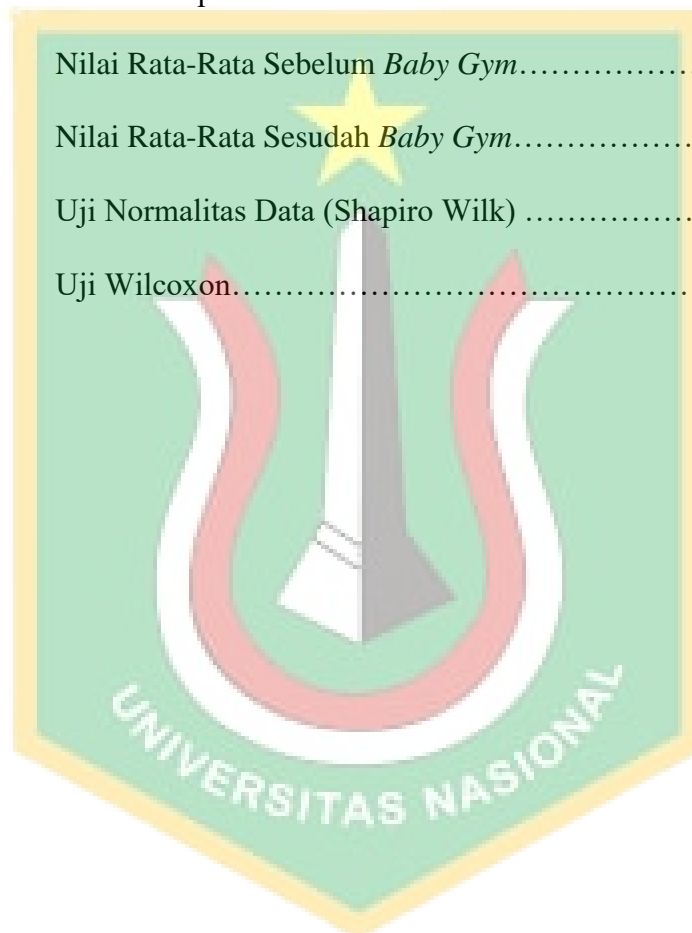 Nilai Rata-Rata Sebelum Baby Gym………………
Nilai Rata-Rata Sesudah Baby Gym………………
Uji Normalitas Data (Shapiro Wilk) ………………
Uji Wilcoxon…………………………………………
UNIVERSITAS NASIONAL